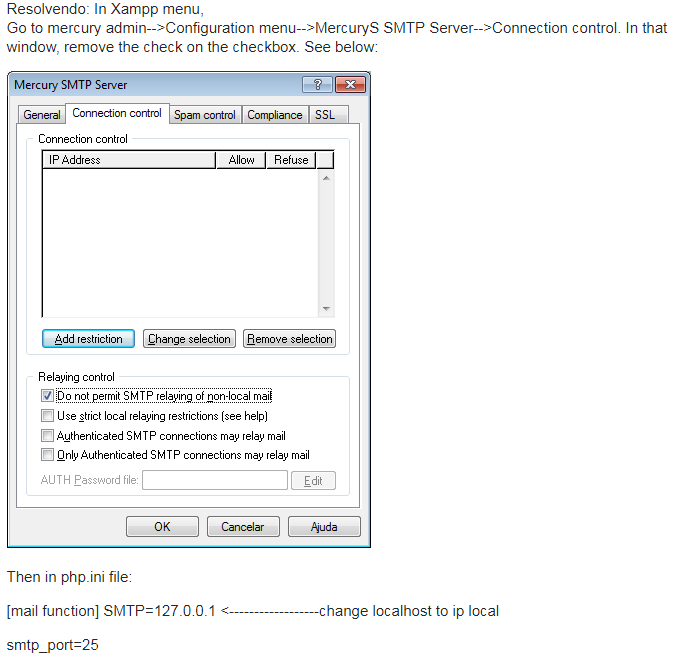 Resolvendo: In Xampp menu,
Go to mercury admin-->Configuration menu-->MercuryS SMTP Server-->Connection control. In that
window, remove the check on the checkbox. See below:
Mercury SMTP Server
General Connection control Spam control Compliance SSL
Connection control
IP Address Allow Refuse
Add restriction Change selection Remove selection
Relaying control
Do not permit SMTP relaying of non-local mail
Use strict local relaying restrictions (see help)
Authenticated SMTP connections may relay mail
Only Authenticated SMTP connections may relay mail
AUTH Password file: Edit
OK Cancelar Ajuda
Then in php.ini file:
[mail function] SMTP=127.0.0.1 <------------------change localhost to ip local
smtp_port=25